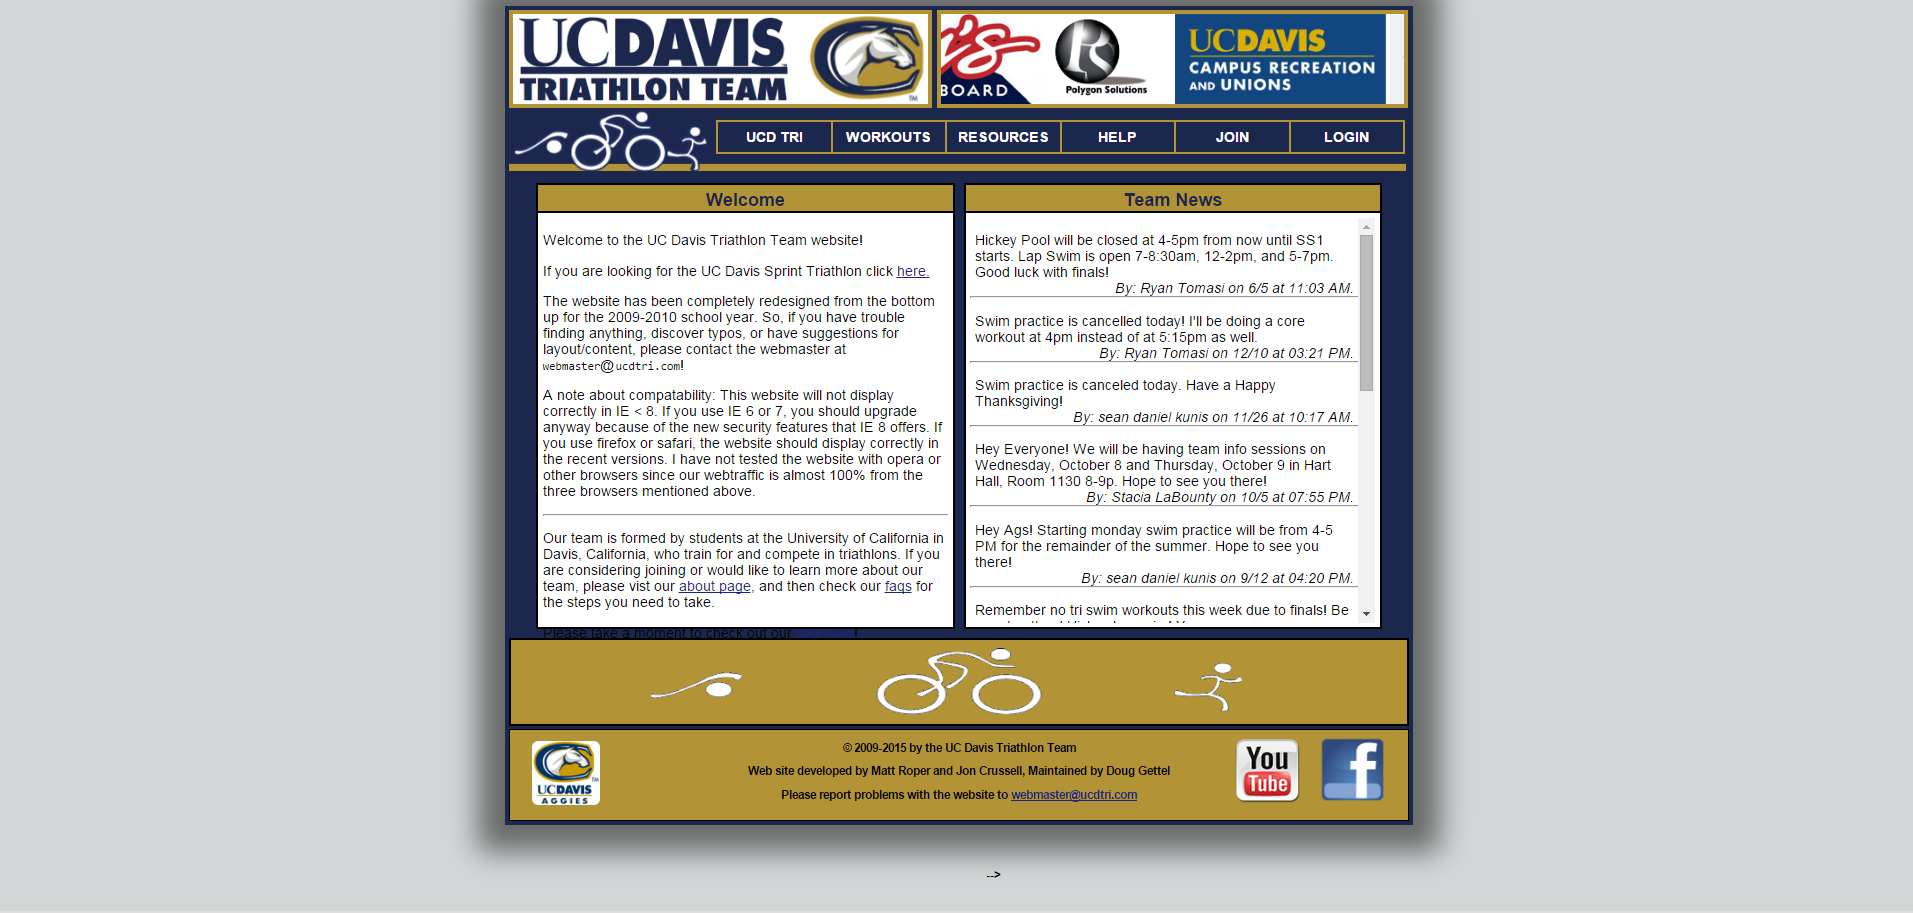 UCDAVIS
TRIATHLON TEAM
TM
BOARD
Polygon Solutions
UCDAVIS
CAMPUS RECREATION
AND UNIONS
UCD TRI
WORKOUTS
RESOURCES
HELP
JOIN
LOGIN
Welcome
Welcome to the UC Davis Triathlon Team website!
If you are looking for the UC Davis Sprint Triathlon click here.
The website has been completely redesigned from the bottom
up for the 2009-2010 school year. So, if you have trouble
finding anything, discover typos, or have suggestions for
layout/content, please contact the webmaster at
webmaster@ucdtri.com!
A note about compatability: This website will not display
correctly in IE < 8. If you use IE 6 or 7, you should upgrade
anyway because of the new security features that IE 8 offers. If
you use firefox or safari, the website should display correctly in
the recent versions. I have not tested the website with opera or
other browsers since our webtraffic is almost 100% from the
three browsers mentioned above.
Our team is formed by students at the University of California in
Davis, California, who train for and compete in triathlons. If you
are considering joining or would like to learn more about our
team, please vist our about page, and then check our faqs for
the steps you need to take.
Please take a moment to check out our !
Team News
Hickey Pool will be closed at 4-5pm from now until SS1
starts. Lap Swim is open 7-8:30am, 12-2pm, and 5-7pm.
Good luck with finals!
By: Ryan Tomasi on 6/5 at 11:03 AM.
Swim practice is cancelled today! I'll be doing a core
workout at 4pm instead of at 5:15pm as well.
By: Ryan Tomasi on 12/10 at 03:21 PM.
Swim practice is canceled today. Have a Happy
Thanksgiving!
By: sean daniel kunis on 11/26 at 10:17 AM.
Hey Everyone! We will be having team info sessions on
Wednesday, October 8 and Thursday, October 9 in Hart
Hall, Room 1130 8-9p. Hope to see you there!
By: Stacia LaBounty on 10/5 at 07:55 PM.
Hey Ags! Starting monday swim practice will be from 4-5
PM for the remainder of the summer. Hope to see you
there!
By: sean daniel kunis on 9/12 at 04:20 PM.
Remember no tri swim workouts this week due to finals! Be
UCDAVIS
AGGIES
© 2009-2015 by the UC Davis Triathlon Team
Web site developed by Matt Roper and Jon Crussell, Maintained by Doug Gettel
Please report problems with the website to webmaster@ucdtri.com
You
Tube
f
-->